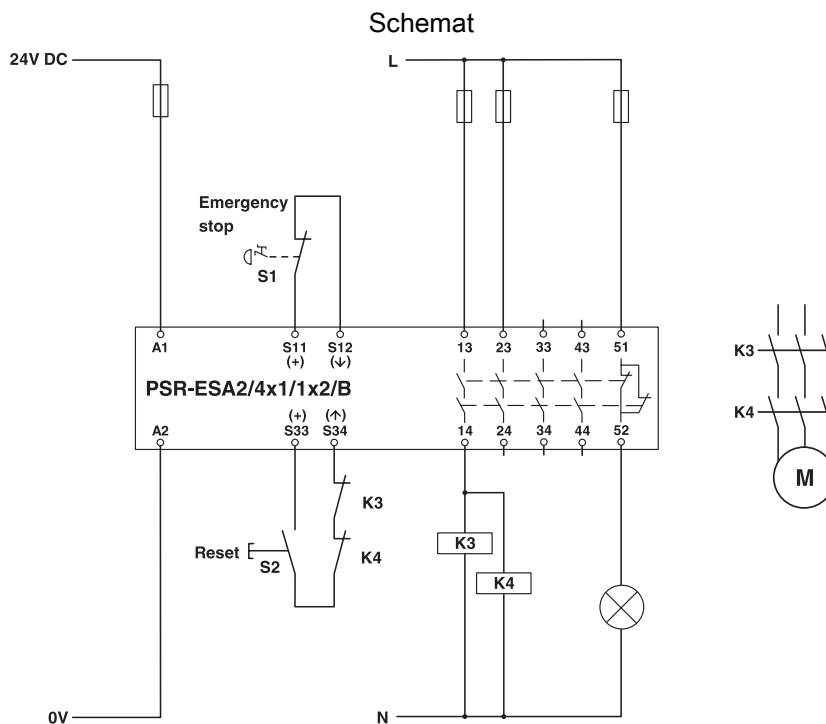 Schemat
24V DC
L
Emergency
stop
S1
A1
S11
(+)
S12
(↓)
13
23
33
43
51
PSR-ESA2/4x1/1x2/B
(+)
(↑)
A2
S33
S34
14
24
34
44
52
K3
K4
M
K3
K4
Reset
S2
K3
K4
0V
N